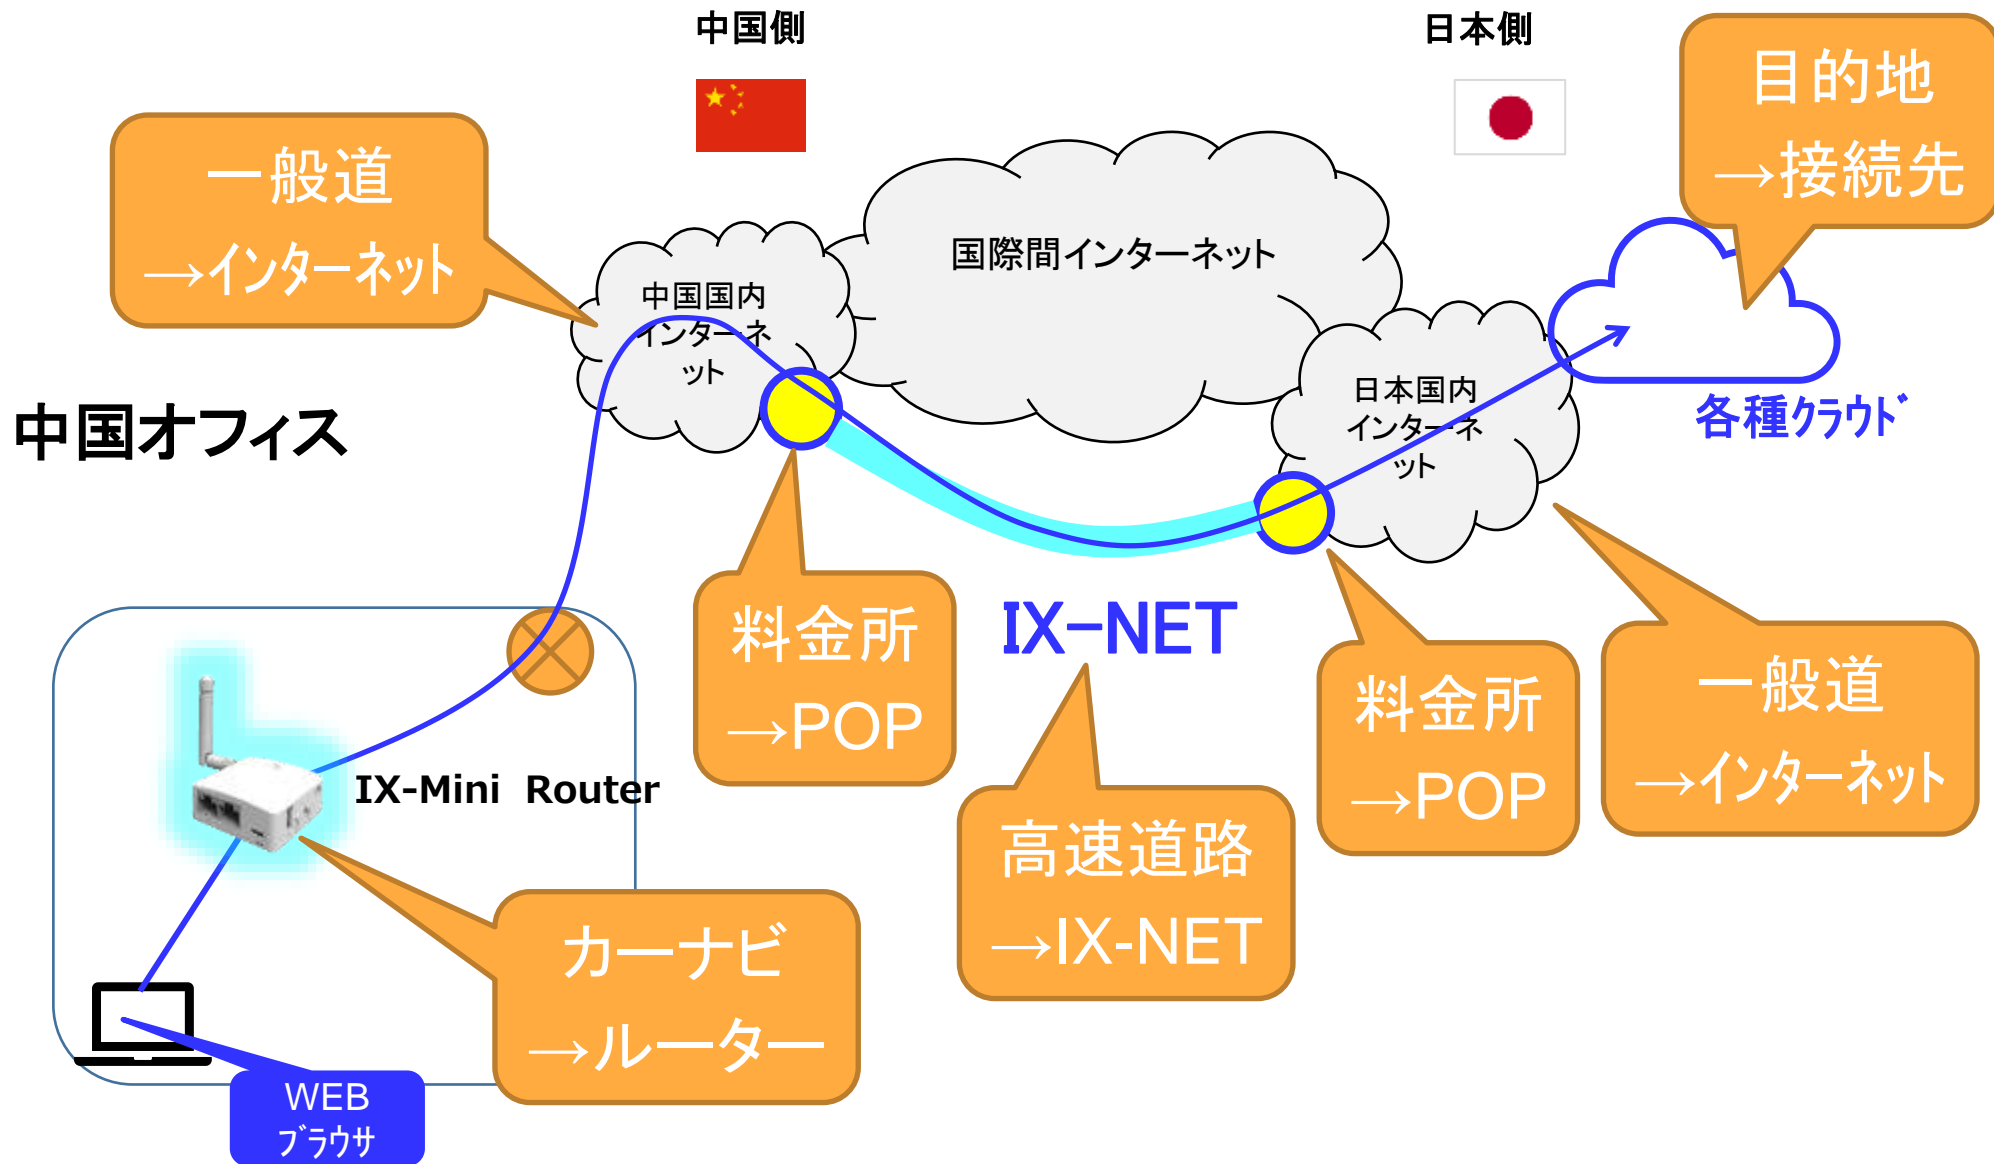 中国側
日本側
目的地
→接続先
一般道
→インターネット
国際間インターネット
中国国内
インターネ
ット
日本国内
インターネ
ット
各種クラウド
中国オフィス
料金所
→POP
IX−NET
料金所
→POP
一般道
→インターネット
IX-Mini Router
高速道路
→IX-NET
カーナビ
→ルーター
WEB
ブラウサ